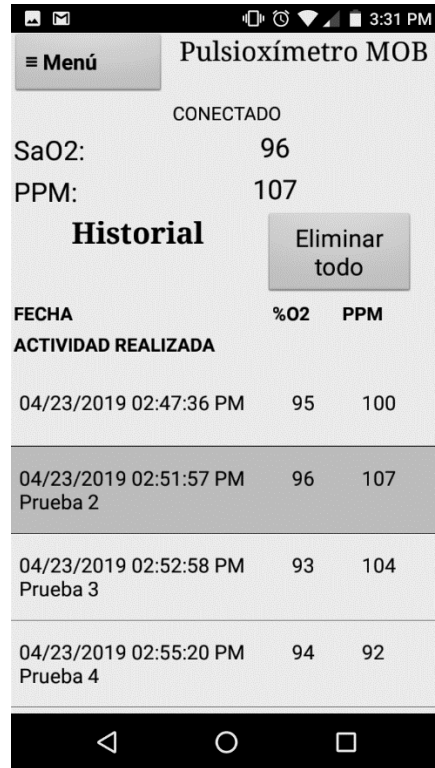 3:31 PM
≡ Menú
Pulsioxímetro MOB
CONECTADO
SaO2: 96
PPM: 107
Historial
Eliminar
todo
FECHA %O2 PPM
ACTIVIDAD REALIZADA
04/23/2019 02:47:36 PM 95 100
04/23/2019 02:51:57 PM 96 107
Prueba 2
04/23/2019 02:52:58 PM 93 104
Prueba 3
04/23/2019 02:55:20 PM 94 92
Prueba 4